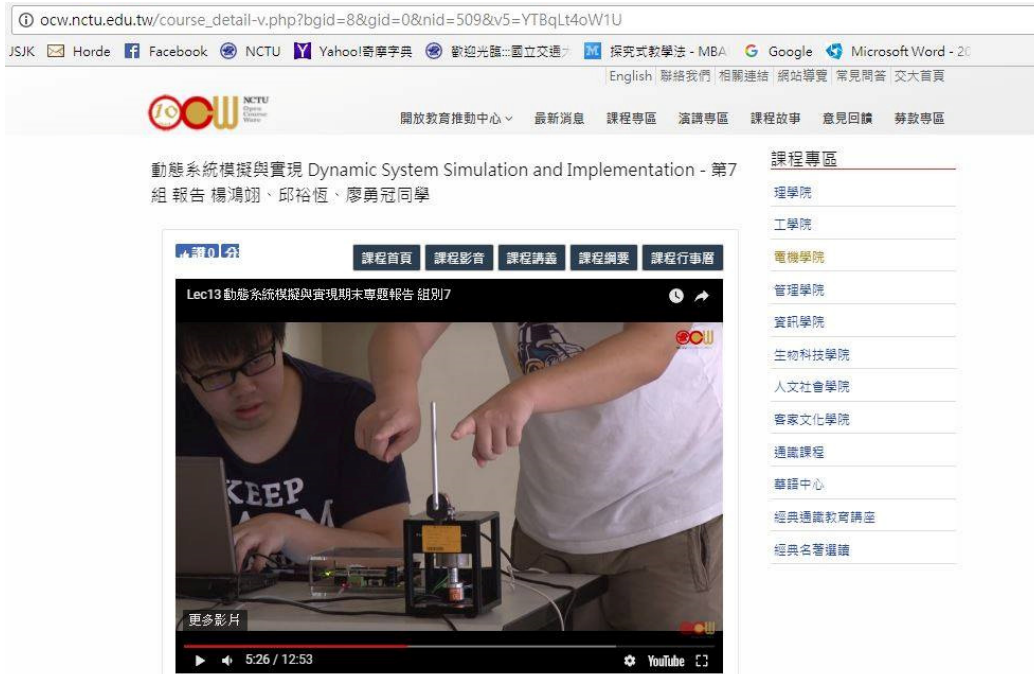 ocw.nctu.edu.tw/course_detail-v.php?bgid=8&gid=0&nid=509&v5=YTBqLt4oW1U
JSJK Horde Facebook NCTU Yahoo!奇摩字典 歡迎光臨:::國立交通 探究式教學法 - MBA Google Microsoft Word - 20
English 聯絡我們 相關連結 網站導覽 常見問答 交大首頁
10 OCW NCTU Open Course Ware
開放教育推動中心 最新消息 課程專區 演講專區 課程故事 意見回饋 募款專區
動態系統模擬與實現 Dynamic System Simulation and Implementation - 第7
組 報告 楊鴻翊、邱裕恆、廖勇冠同學
讚 0 分
課程首頁 課程影音 課程講義 課程綱要 課程行事曆
Lec13 動態系統模擬與實現期末專題報告 組別7
OCW
KEEP
更多影片
5:26 / 12:53
YouTube
課程專區
理學院
工學院
電機學院
管理學院
資訊學院
生物科技學院
人文社會學院
客家文化學院
通識課程
華語中心
經典通識教育講座
經典名著選讀